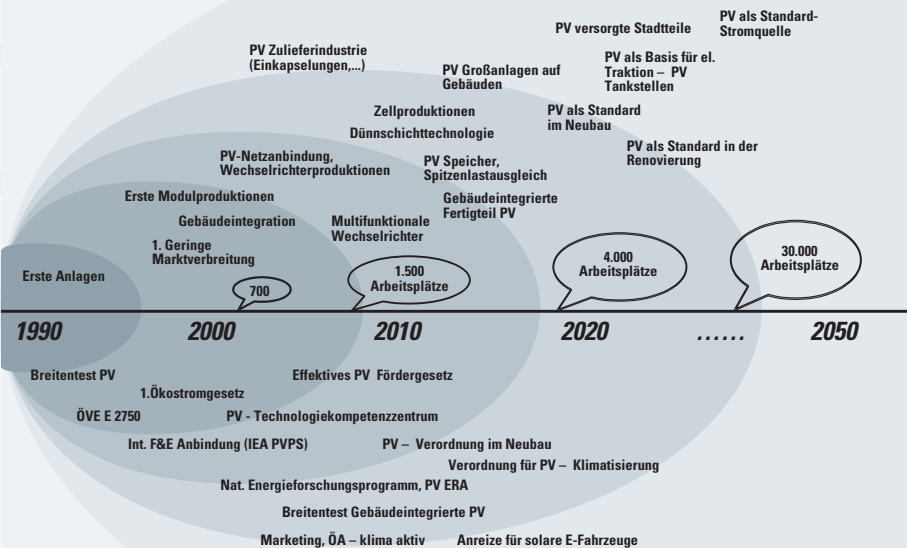 PV als Standard-
Stromquelle
PV versorgte Stadtteile
PV Zulieferindustrie
(Einkapselungen,...)
PV als Basis für el.
Traktion – PV
Tankstellen
PV Großanlagen auf
Gebäuden
Zellproduktionen
PV als Standard
im Neubau
Dünnschichttechnologie
PV als Standard in der
Renovierung
PV-Netzanbindung,
Wechselrichterproduktionen
PV Speicher,
Spitzenlastausgleich
Erste Modulproduktionen
Gebäudeintegrierte
Fertigteil PV
Gebäudeintegration
Multifunktionale
Wechselrichter
1. Geringe
Marktverbreitung
Erste Anlagen
700
1.500
Arbeitsplätze
4.000
Arbeitsplätze
30.000
Arbeitsplätze
1990
2000
2010
2020
......
2050
Breitentest PV
Effektives PV Fördergesetz
1.Ökostromgesetz
ÖVE E 2750
PV - Technologiekompetenzzentrum
Int. F&E Anbindung (IEA PVPS)
PV – Verordnung im Neubau
Verordnung für PV – Klimatisierung
Nat. Energieforschungsprogramm, PV ERA
Breitentest Gebäudeintegrierte PV
Marketing, ÖA – klima aktiv
Anreize für solare E-Fahrzeuge